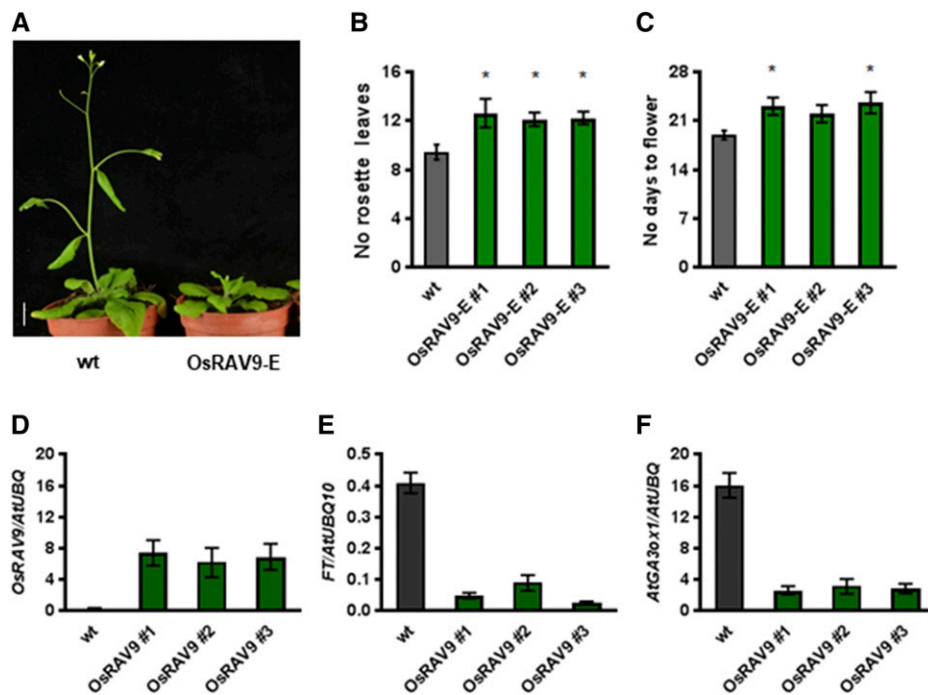 A
wt
OsRAV9-E
B
No rosette leaves
16
12
8
4
0
*
*
*
wt
OsRAV9-E #1
OsRAV9-E #2
OsRAV9-E #3
C
No days to flower
28
21
14
7
0
*
*
wt
OsRAV9-E #1
OsRAV9-E #2
OsRAV9-E #3
D
OsRAV9/AtUBQ
20
16
12
8
4
0
wt
OsRAV9 #1
OsRAV9 #2
OsRAV9 #3
E
FT/AtUBQ10
0.5
0.4
0.3
0.2
0.1
0.0
wt
OsRAV9 #1
OsRAV9 #2
OsRAV9 #3
F
AtGA3ox1/AtUBQ
20
16
12
8
4
0
wt
OsRAV9 #1
OsRAV9 #2
OsRAV9 #3